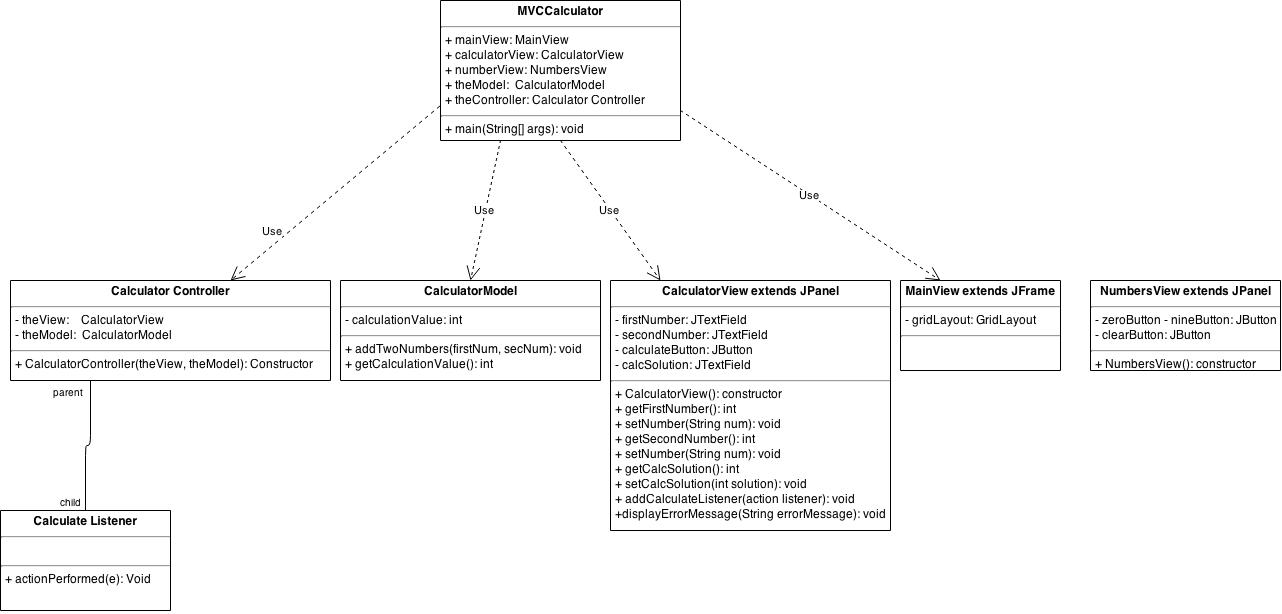 MVCCalculator
+ mainView: MainView
+ calculatorView: CalculatorView
+ numberView: NumbersView
+ theModel:  CalculatorModel
+ theController: Calculator Controller
+ main(String[] args): void
Use
Use
Use
Use
Calculator Controller
- theView:    CalculatorView
- theModel:  CalculatorModel
+ CalculatorController(theView, theModel): Constructor
CalculatorModel
- calculationValue: int
+ addTwoNumbers(firstNum, secNum): void
+ getCalculationValue(): int
CalculatorView extends JPanel
- firstNumber: JTextField
- secondNumber: JTextField
- calculateButton: JButton
- calcSolution: JTextField
+ CalculatorView(): constructor
+ getFirstNumber(): int
+ setNumber(String num): void
+ getSecondNumber(): int
+ setNumber(String num): void
+ getCalcSolution(): int
+ setCalcSolution(int solution): void
+ addCalculateListener(action listener): void
+displayErrorMessage(String errorMessage): void
MainView extends JFrame
- gridLayout: GridLayout
NumbersView extends JPanel
- zeroButton - nineButton: JButton
- clearButton: JButton
+ NumbersView(): constructor
parent
child
Calculate Listener
+ actionPerformed(e): Void